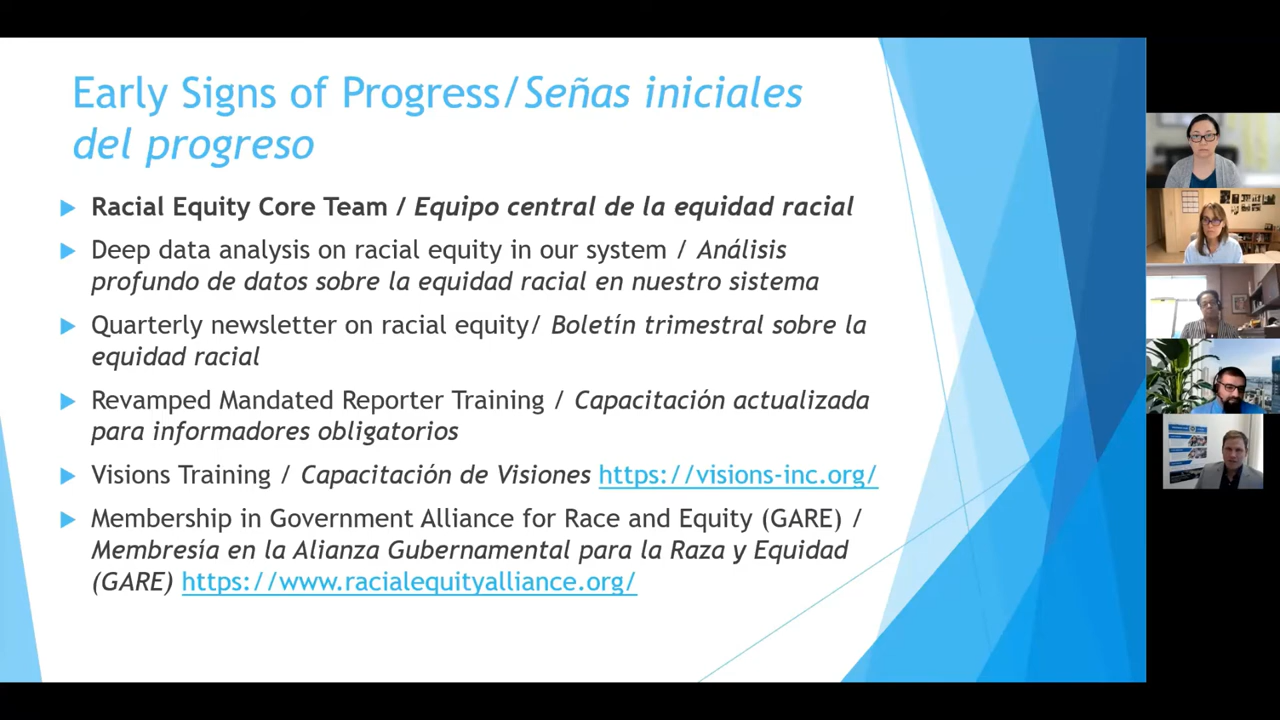 Early Signs of Progress/Señas iniciales
del progreso
Racial Equity Core Team / Equipo central de la equidad racial
Deep data analysis on racial equity in our system / Análisis
profundo de datos sobre la equidad racial en nuestro sistema
Quarterly newsletter on racial equity/ Boletín trimestral sobre la
equidad racial
Revamped Mandated Reporter Training / Capacitación actualizada
para informadores obligatorios
Visions Training / Capacitación de Visiones https://visions-inc.org/
Membership in Government Alliance for Race and Equity (GARE) /
Membresía en la Alianza Gubernamental para la Raza y Equidad
(GARE) https://www.racialequityalliance.org/